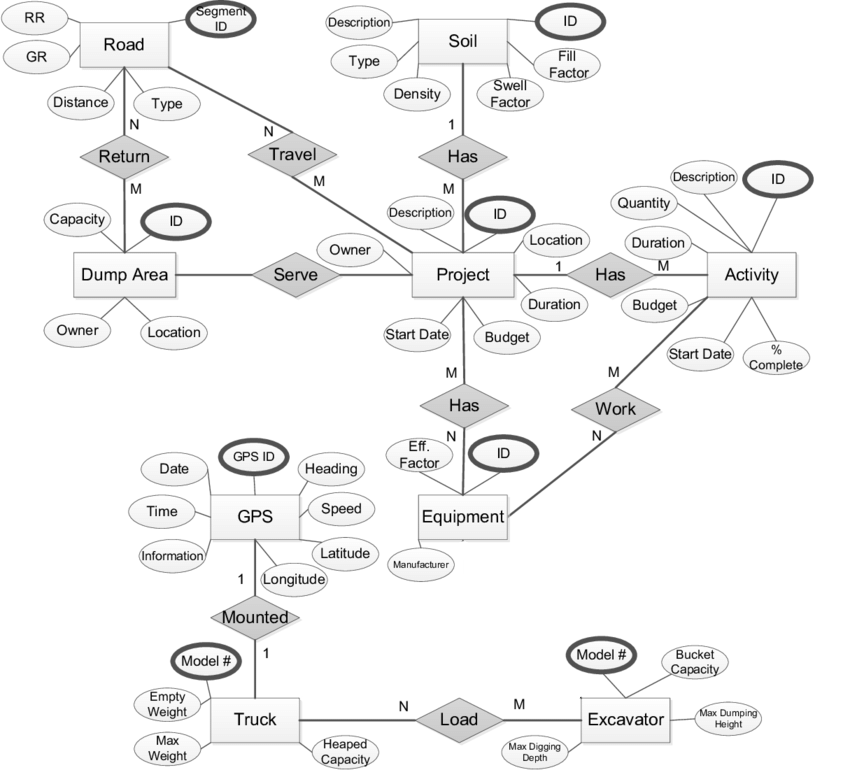 RR
Segment
ID
Road
GR
Distance
Type
N
Return
M
N
Travel
M
Description
ID
Soil
Type
Fill
Factor
Density
Swell
Factor
1
Has
M
Description
ID
Quantity
Description
ID
Capacity
ID
Owner
Location
Duration
Dump Area
Serve
Project
1
Has
M
Activity
Owner
Location
Start Date
Budget
Duration
Budget
Start Date
%
Complete
M
Has
N
M
Work
N
Eff.
Factor
ID
Equipment
Manufacturer
Date
GPS ID
Heading
Time
GPS
Speed
Information
Latitude
Longitude
1
Mounted
1
Model #
Empty
Weight
Truck
Max
Weight
Heaped
Capacity
N
Load
M
Model #
Bucket
Capacity
Excavator
Max Dumping
Height
Max Digging
Depth